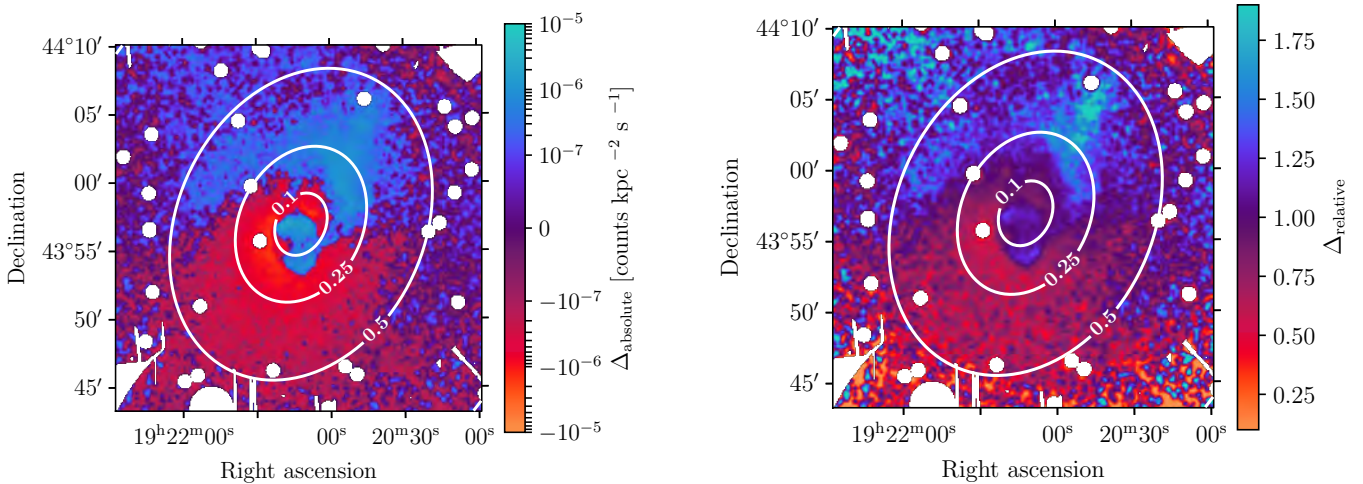 44°10′
05′
00′
43°55′
50′
45′
Declination
19ʰ22ᵐ00ˢ
00ˢ
20ᵐ30ˢ
00ˢ
Right ascension
0.1
0.25
0.5
10⁻⁵
10⁻⁶
10⁻⁷
0
−10⁻⁷
−10⁻⁶
−10⁻⁵
Δabsolute [counts kpc⁻² s⁻¹]
44°10′
05′
00′
43°55′
50′
45′
Declination
19ʰ22ᵐ00ˢ
00ˢ
20ᵐ30ˢ
00ˢ
Right ascension
0.1
0.25
0.5
1.75
1.50
1.25
1.00
0.75
0.50
0.25
Δrelative